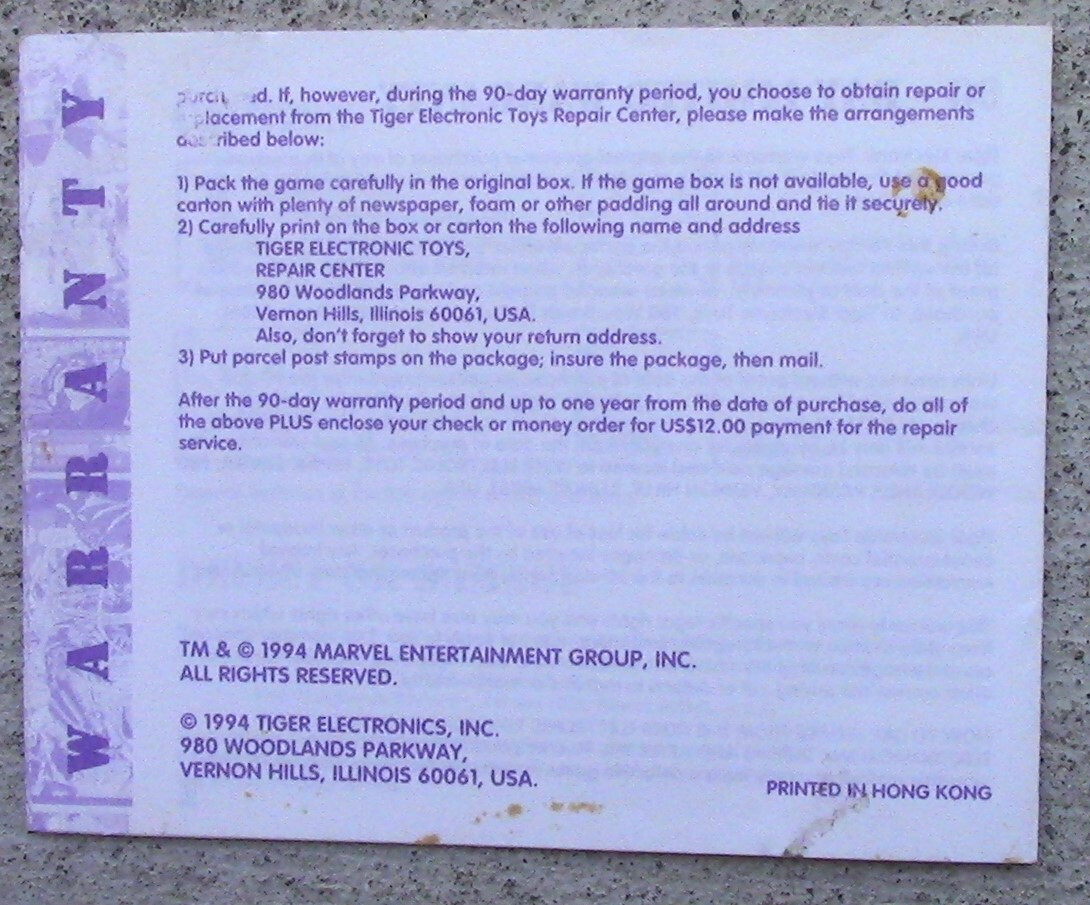 WARRANTY
purchased. If, however, during the 90-day warranty period, you choose to obtain repair or
replacement from the Tiger Electronic Toys Repair Center, please make the arrangements
described below:
1) Pack the game carefully in the original box. If the game box is not available, use a good
carton with plenty of newspaper, foam or other padding all around and tie it securely.
2) Carefully print on the box or carton the following name and address
TIGER ELECTRONIC TOYS,
REPAIR CENTER
980 Woodlands Parkway,
Vernon Hills, Illinois 60061, USA.
Also, don't forget to show your return address.
3) Put parcel post stamps on the package; insure the package, then mail.
After the 90-day warranty period and up to one year from the date of purchase, do all of
the above PLUS enclose your check or money order for US$12.00 payment for the repair
service.
TM & © 1994 MARVEL ENTERTAINMENT GROUP, INC.
ALL RIGHTS RESERVED.
© 1994 TIGER ELECTRONICS, INC.
980 WOODLANDS PARKWAY,
VERNON HILLS, ILLINOIS 60061, USA.
PRINTED IN HONG KONG